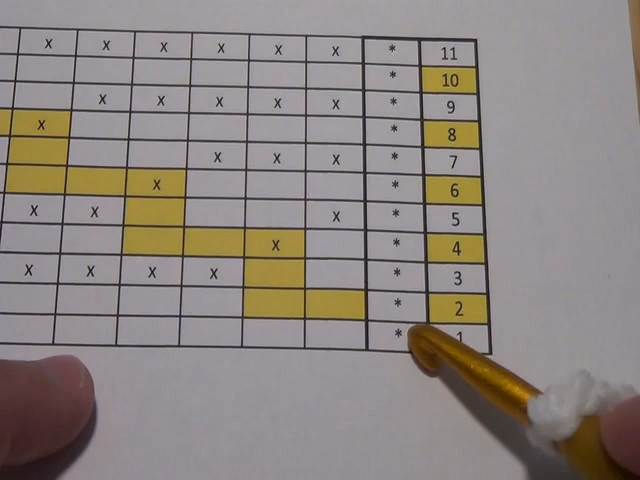 x x x x x x * 11
* 10
x x x x x * 9
x * 8
x x x * 7
x * 6
x x x * 5
x * 4
x x x x * 3
* 2
* 1